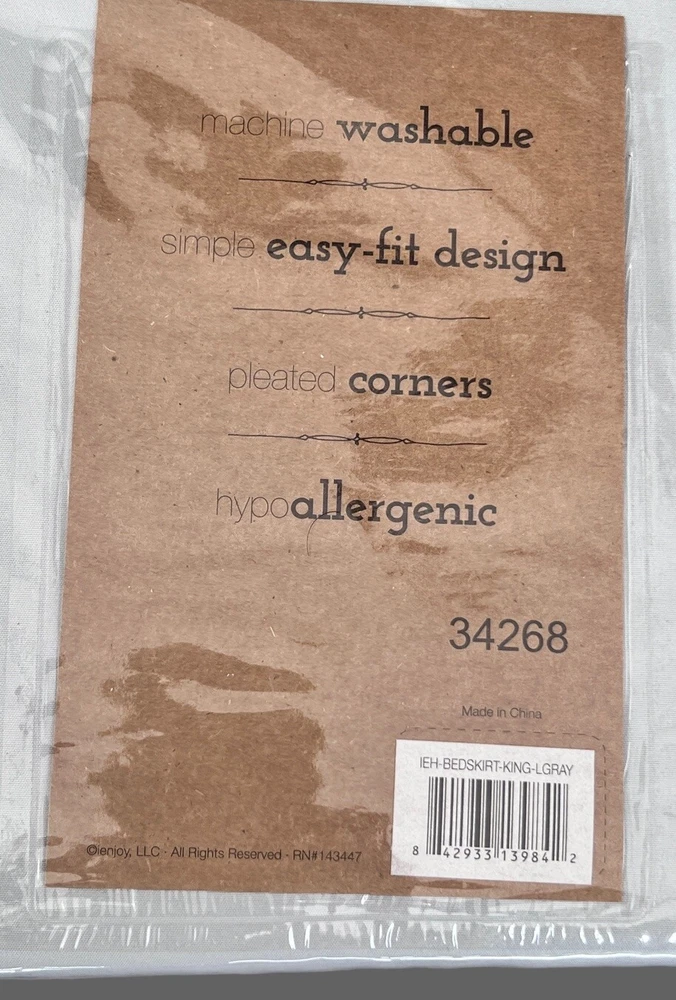 machine washable
simple easy-fit design
pleated corners
hypoallergenic
34268
Made in China
IEH-BEDSKIRT-KING-LGRAY
8 42933 13984 2
©ienjoy, LLC · All Rights Reserved · RN#143447